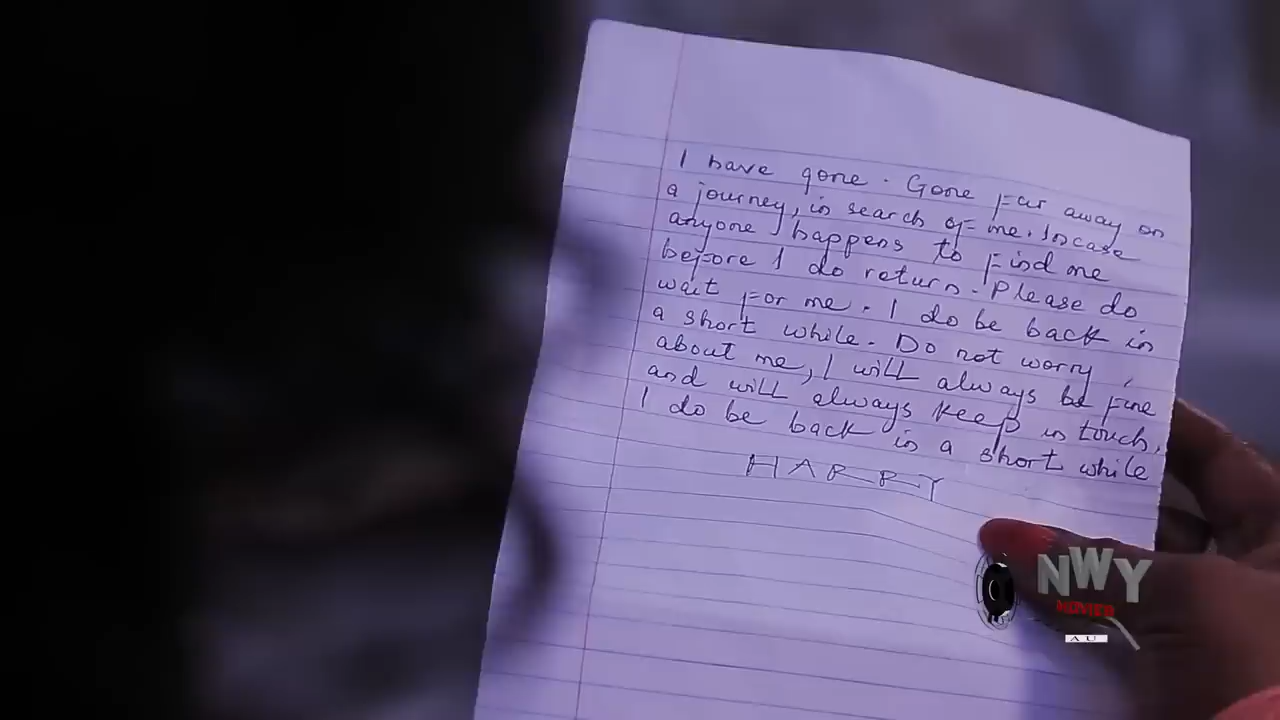 I have gone. Gone far away on
a journey, in search of me. Incase
anyone happens to find me
before I do return. Please do
wait for me. I do be back in
a short while. Do not worry
about me, I will always be fine
and will always keep in touch.
I do be back in a short while
HARRY
NWY
MOVIES
AU